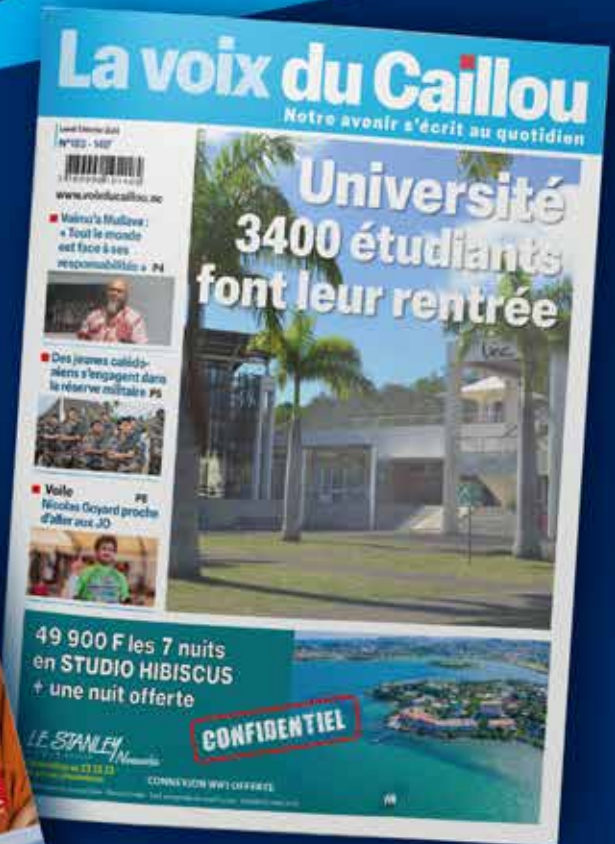 La voix du Caillou
Notre avenir s'écrit au quotidien
www.voixducaillou.nc
Vaimu'a Muliava :
« Tout le monde
est face à ses
responsabilités » P4
Des jeunes calédo-
niens s'engagent dans
la réserve militaire P5
Voile P8
Nicolas Goyard proche
d'aller aux JO
Université
3400 étudiants
font leur rentrée
unc
49 900 F les 7 nuits
en STUDIO HIBISCUS
+ une nuit offerte
CONFIDENTIEL
LE STANLEY
Nouméa
CONNEXION WIFI OFFERTE